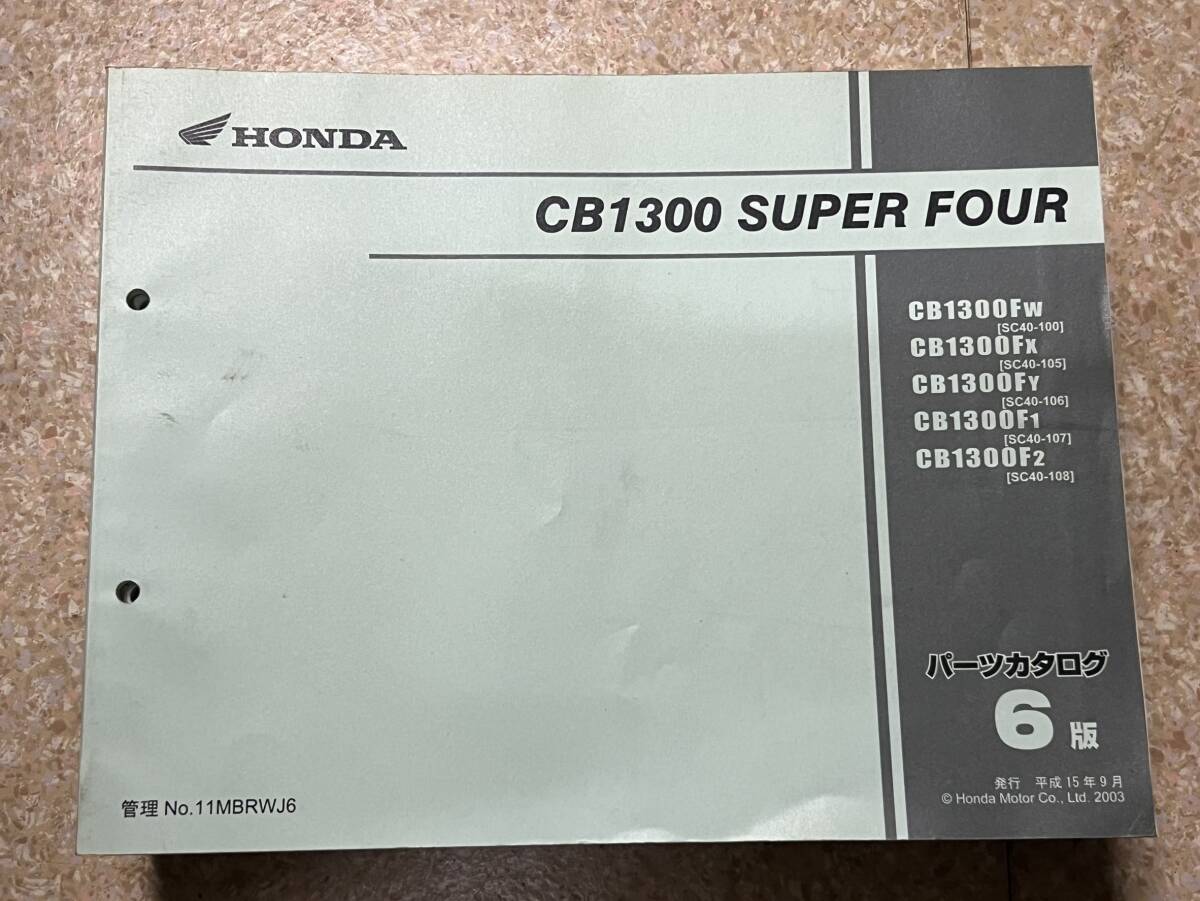 HONDA
CB1300 SUPER FOUR
CB1300FW
[SC40-100]
CB1300FX
[SC40-105]
CB1300FY
[SC40-106]
CB1300F1
[SC40-107]
CB1300F2
[SC40-108]
パーツカタログ
6版
発行 平成15年9月
© Honda Motor Co., Ltd. 2003
管理 No.11MBRWJ6